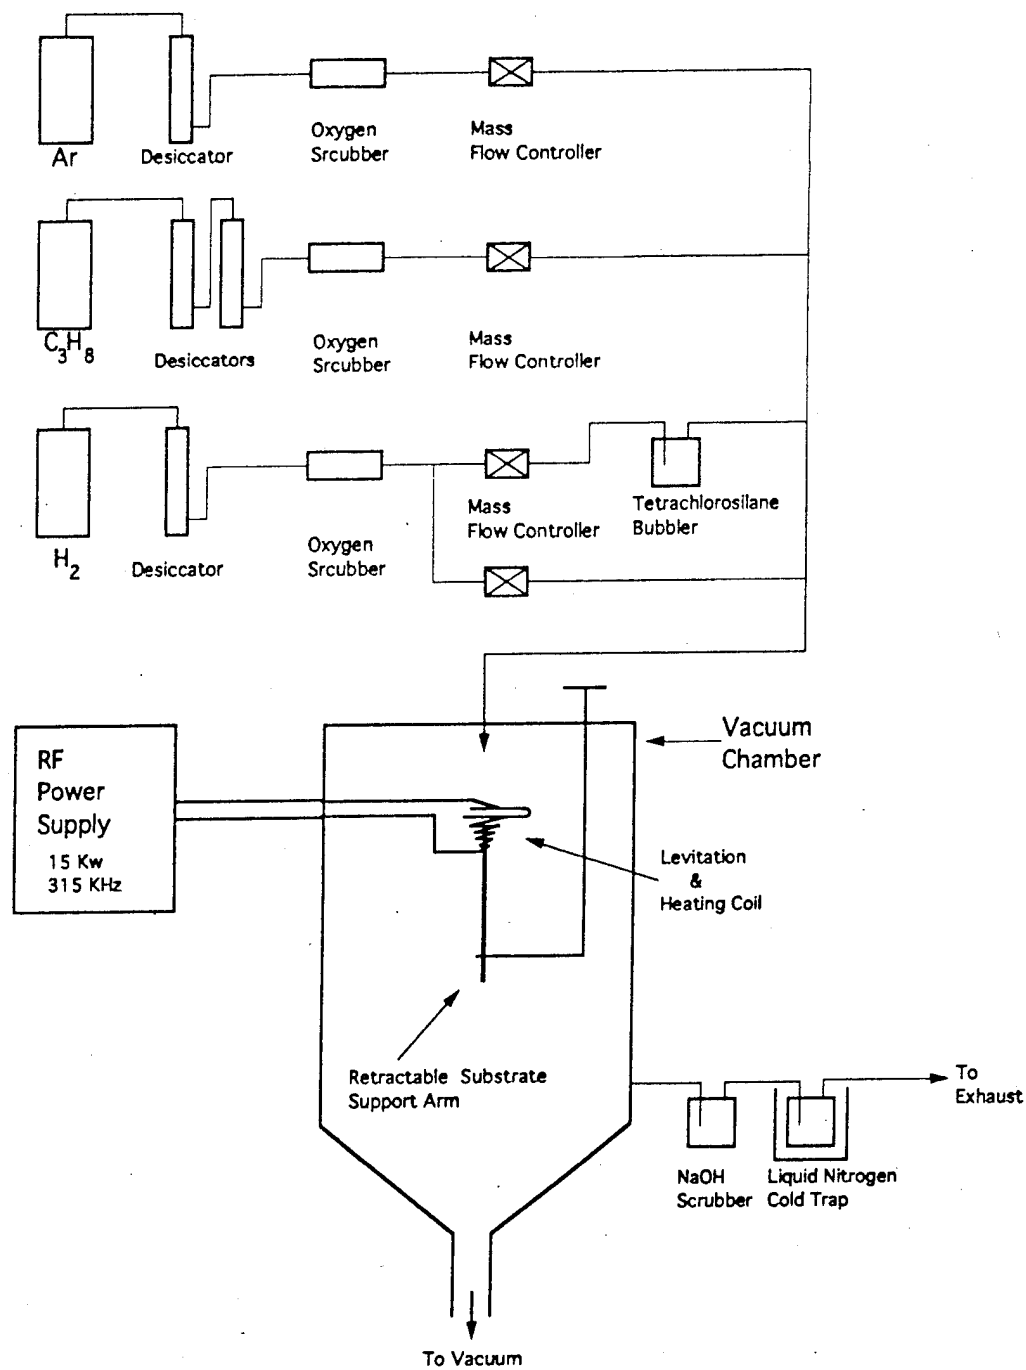 Ar
Desiccator
Oxygen
Srcubber
Mass
Flow Controller
C3H8
Desiccators
Oxygen
Srcubber
Mass
Flow Controller
H2
Desiccator
Oxygen
Srcubber
Mass
Flow Controller
Tetrachlorosilane
Bubbler
RF
Power
Supply
15 Kw
315 KHz
Vacuum
Chamber
Levitation
&
Heating Coil
Retractable Substrate
Support Arm
To
Exhaust
NaOH
Scrubber
Liquid Nitrogen
Cold Trap
To Vacuum